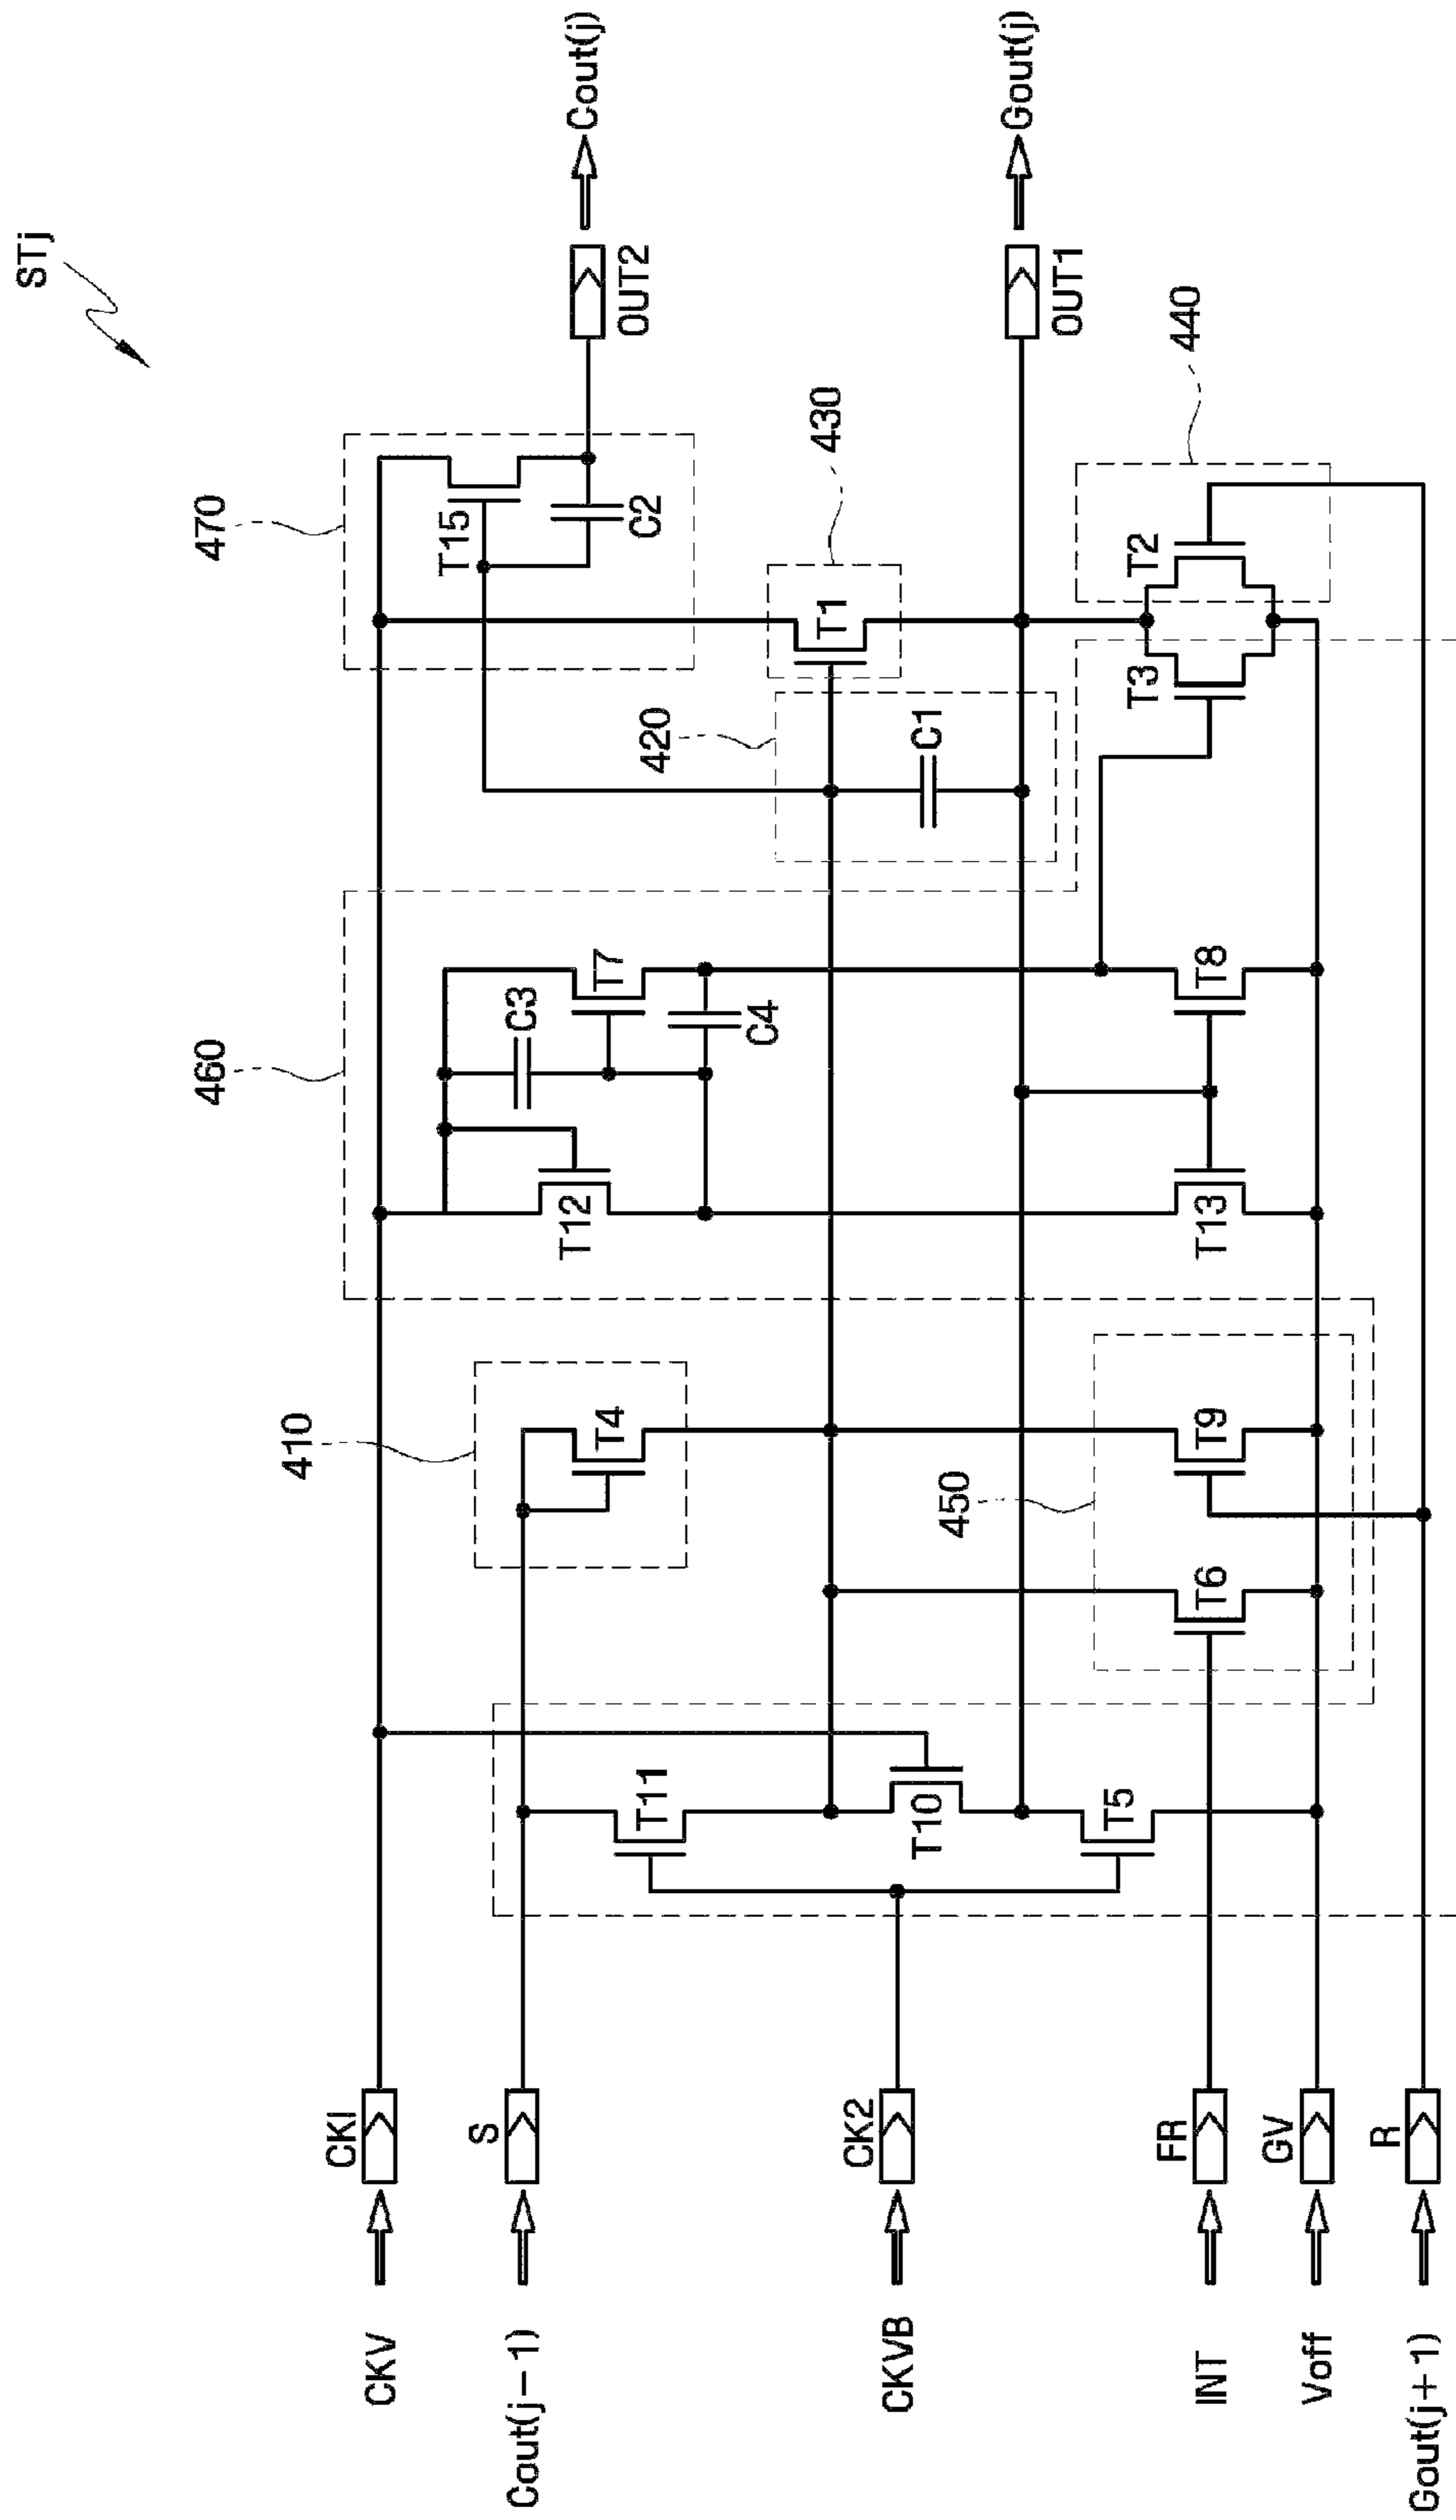 STj
470
T15
C2
OUT2
Cout(j)
460
C3
T7
C4
T12
430
T1
420
C1
OUT1
Gout(j)
440
T2
T3
T8
T13
410
T4
450
T9
T6
T11
T10
T5
CKV
CKI
Cout(j-1)
S
CKVB
CK2
INT
FR
Voff
GV
Gout(j+1)
R